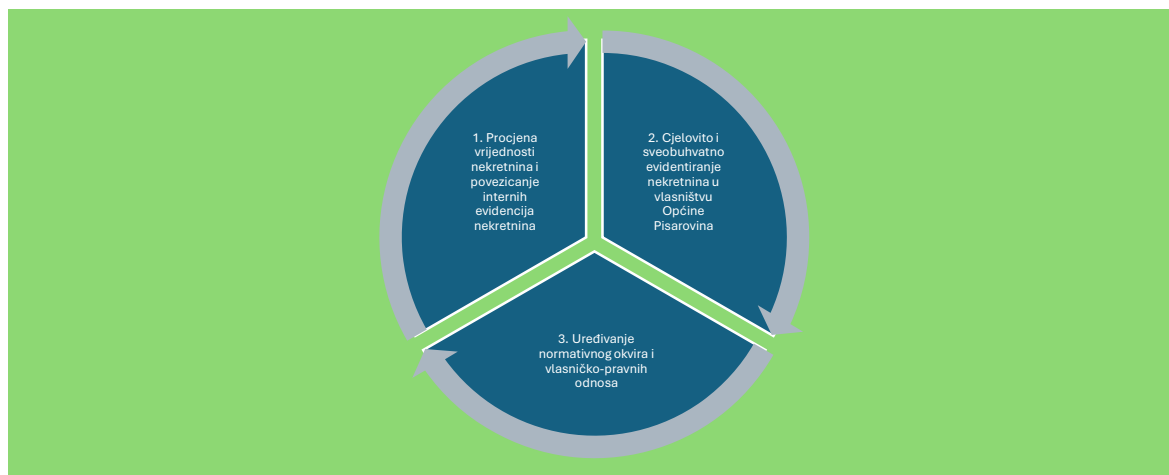 1. Procjena
vrijednosti
nekretnina i
povezicanje
internih
evidencija
nekretnina
2. Cjelovito i
sveobuhvatno
evidentiranje
nekretnina u
vlasništvu
Općine
Pisarovina
3. Uređivanje
normativnog okvira i
vlasničko-pravnih
odnosa